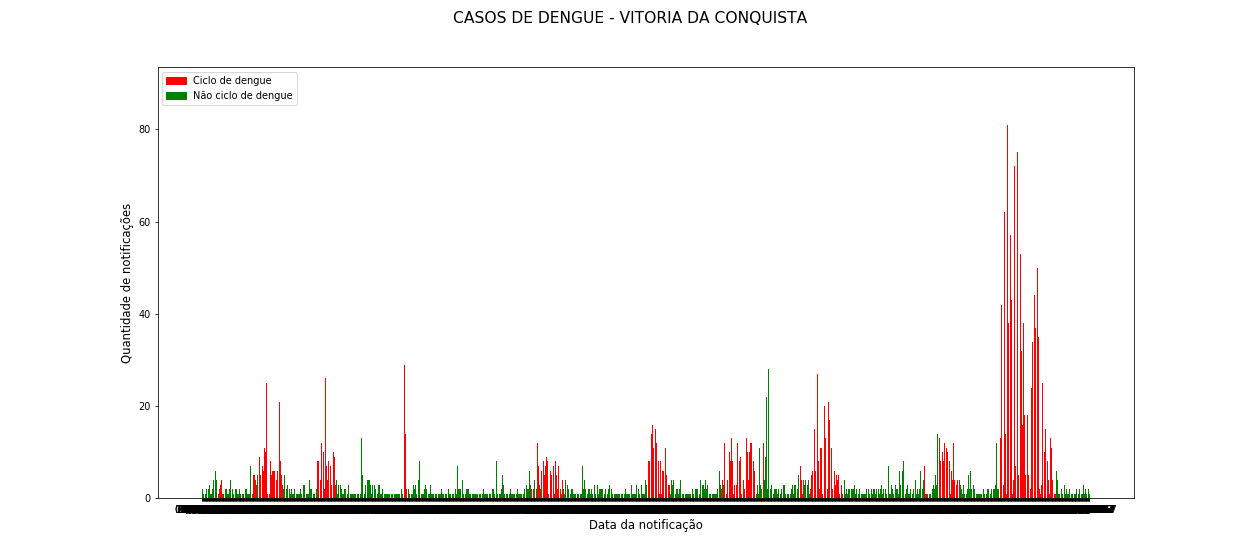 CASOS DE DENGUE - VITORIA DA CONQUISTA
Ciclo de dengue
Não ciclo de dengue
80
60
40
20
0
Quantidade de notificações
Data da notificação